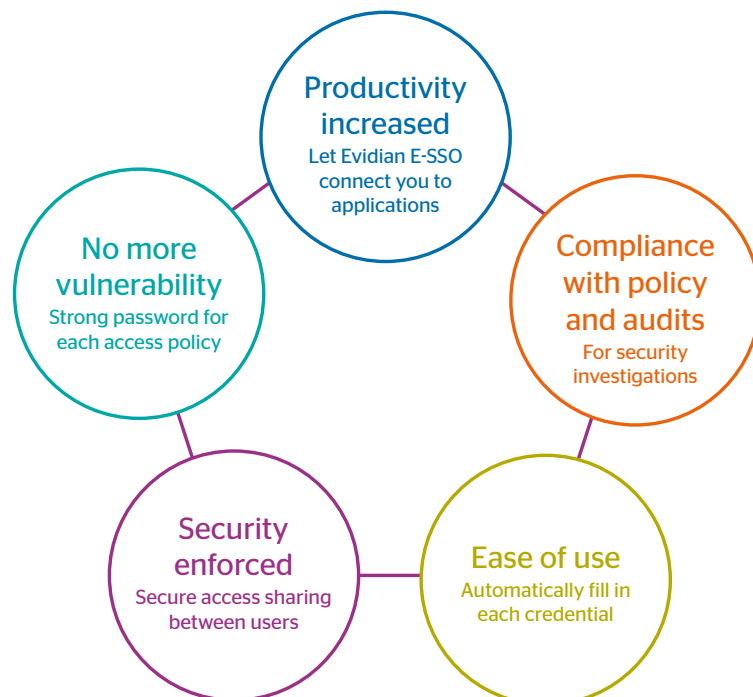 Productivity
increased
Let Evidian E-SSO
connect you to
applications
No more
vulnerability
Strong password for
each access policy
Compliance
with policy
and audits
For security
investigations
Security
enforced
Secure access sharing
between users
Ease of use
Automatically fill in
each credential